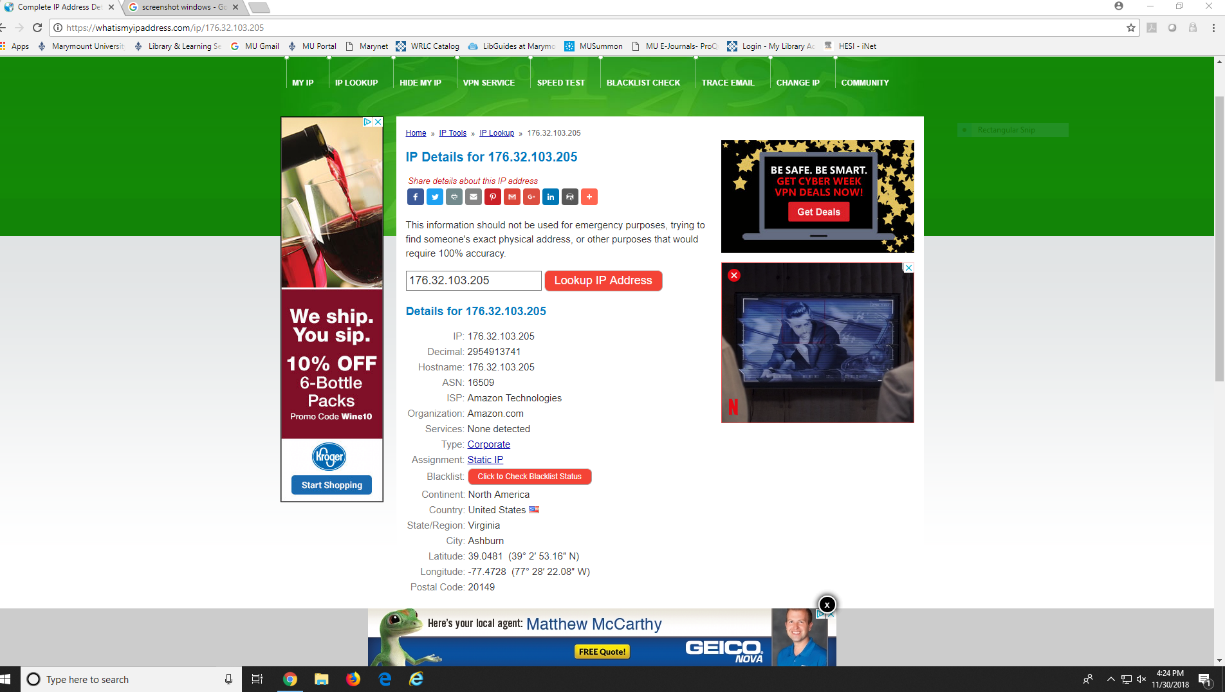 Complete IP Address De
screenshot windows - G
https://whatismyipaddress.com/ip/176.32.103.205
Apps
Marymount Universit
Library & Learning Se
MU Gmail
MU Portal
Marynet
WRLC Catalog
LibGuides at Marym
MUSummon
MU E-Journals- ProQ
Login - My Library Ac
HESI - iNet
MY IP
IP LOOKUP
HIDE MY IP
VPN SERVICE
SPEED TEST
BLACKLIST CHECK
TRACE EMAIL
CHANGE IP
COMMUNITY
Rectangular Snip
Home » IP Tools » IP Lookup » 176.32.103.205
IP Details for 176.32.103.205
Share details about this IP address
This information should not be used for emergency purposes, trying to
find someone's exact physical address, or other purposes that would
require 100% accuracy.
176.32.103.205
Lookup IP Address
Details for 176.32.103.205
IP: 176.32.103.205
Decimal: 2954913741
Hostname: 176.32.103.205
ASN: 16509
ISP: Amazon Technologies
Organization: Amazon.com
Services: None detected
Type: Corporate
Assignment: Static IP
Blacklist: Click to Check Blacklist Status
Continent: North America
Country: United States
State/Region: Virginia
City: Ashburn
Latitude: 39.0481 (39° 2' 53.16" N)
Longitude: -77.4728 (77° 28' 22.08" W)
Postal Code: 20149
We ship.
You sip.
10% OFF
6-Bottle
Packs
Promo Code Wine10
Kroger
Start Shopping
BE SAFE. BE SMART.
GET CYBER WEEK
VPN DEALS NOW!
Get Deals
N
x
Here's your local agent: Matthew McCarthy
FREE Quote!
GEICO
NOVA
Type here to search
4:24 PM
11/30/2018
1